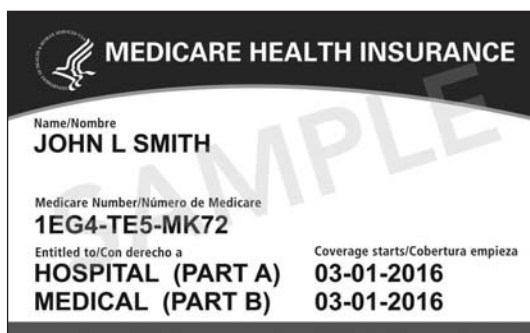 MEDICARE HEALTH INSURANCE
Name/Nombre
JOHN L SMITH
Medicare Number/Número de Medicare
1EG4-TE5-MK72
Entitled to/Con derecho a Coverage starts/Cobertura empieza
HOSPITAL (PART A) 03-01-2016
MEDICAL (PART B) 03-01-2016
SAMPLE